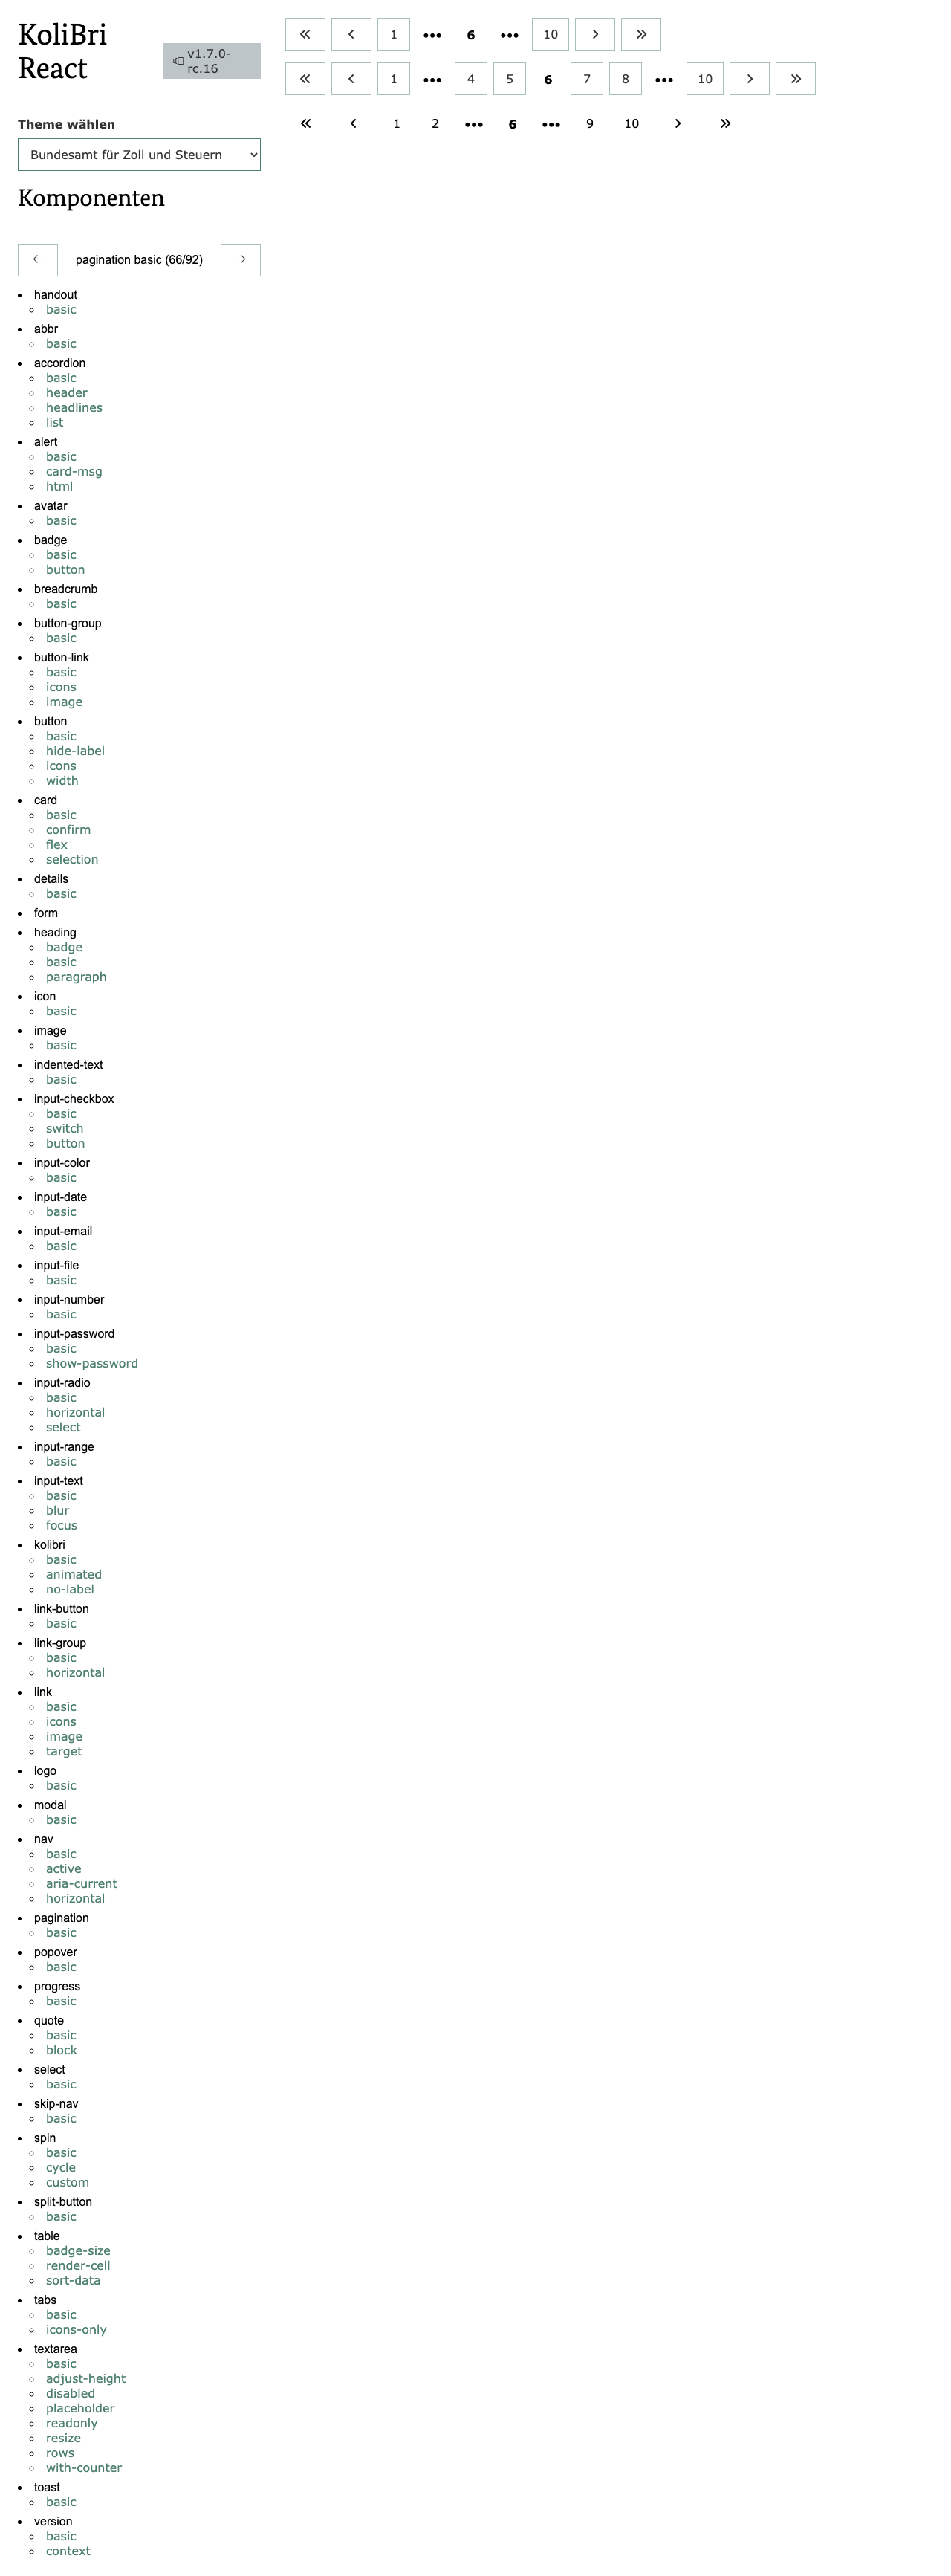 KoliBri
React
v1.7.0-
rc.16
Theme wählen
Bundesamt für Zoll und Steuern
Komponenten
← pagination basic (66/92) →
handout
basic
abbr
basic
accordion
basic
header
headlines
list
alert
basic
card-msg
html
avatar
basic
badge
basic
button
breadcrumb
basic
button-group
basic
button-link
basic
icons
image
button
basic
hide-label
icons
width
card
basic
confirm
flex
selection
details
basic
form
heading
badge
basic
paragraph
icon
basic
image
basic
indented-text
basic
input-checkbox
basic
switch
button
input-color
basic
input-date
basic
input-email
basic
input-file
basic
input-number
basic
input-password
basic
show-password
input-radio
basic
horizontal
select
input-range
basic
input-text
basic
blur
focus
kolibri
basic
animated
no-label
link-button
basic
link-group
basic
horizontal
link
basic
icons
image
target
logo
basic
modal
basic
nav
basic
active
aria-current
horizontal
pagination
basic
popover
basic
progress
basic
quote
basic
block
select
basic
skip-nav
basic
spin
basic
cycle
custom
split-button
basic
table
badge-size
render-cell
sort-data
tabs
basic
icons-only
textarea
basic
adjust-height
disabled
placeholder
readonly
resize
rows
with-counter
toast
basic
version
basic
context
« ‹ 1 ••• 6 ••• 10 › »
« ‹ 1 ••• 4 5 6 7 8 ••• 10 › »
« ‹ 1 2 ••• 6 ••• 9 10 › »